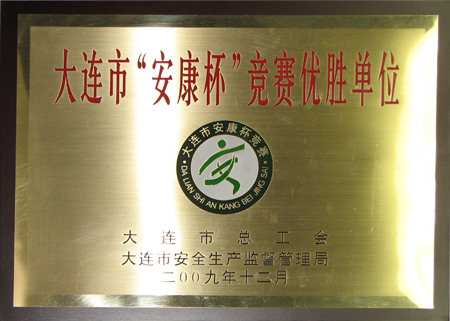 大连市“安康杯”竞赛优胜单位
·大连市安康杯竞赛·
DA LIAN SHI AN KANG BEI JING SAI
大连市总工会
大连市安全生产监督管理局
二00九年十二月